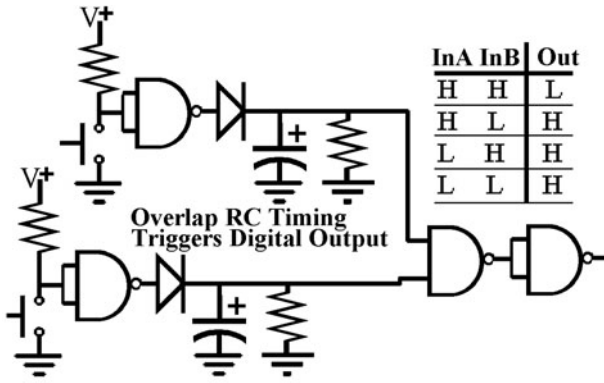 V+
InA InB Out
H H L
H L H
L H H
L L H
+
V+
Overlap RC Timing
Triggers Digital Output
+